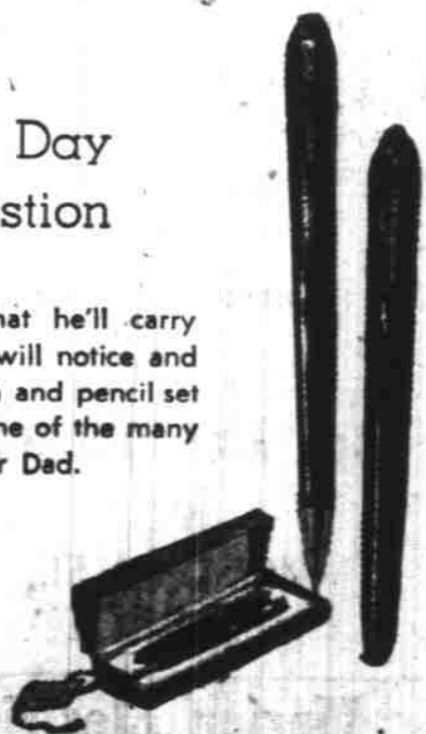 Day
stion
hat he'll carry
will notice and
and pencil set
ne of the many
Dad.